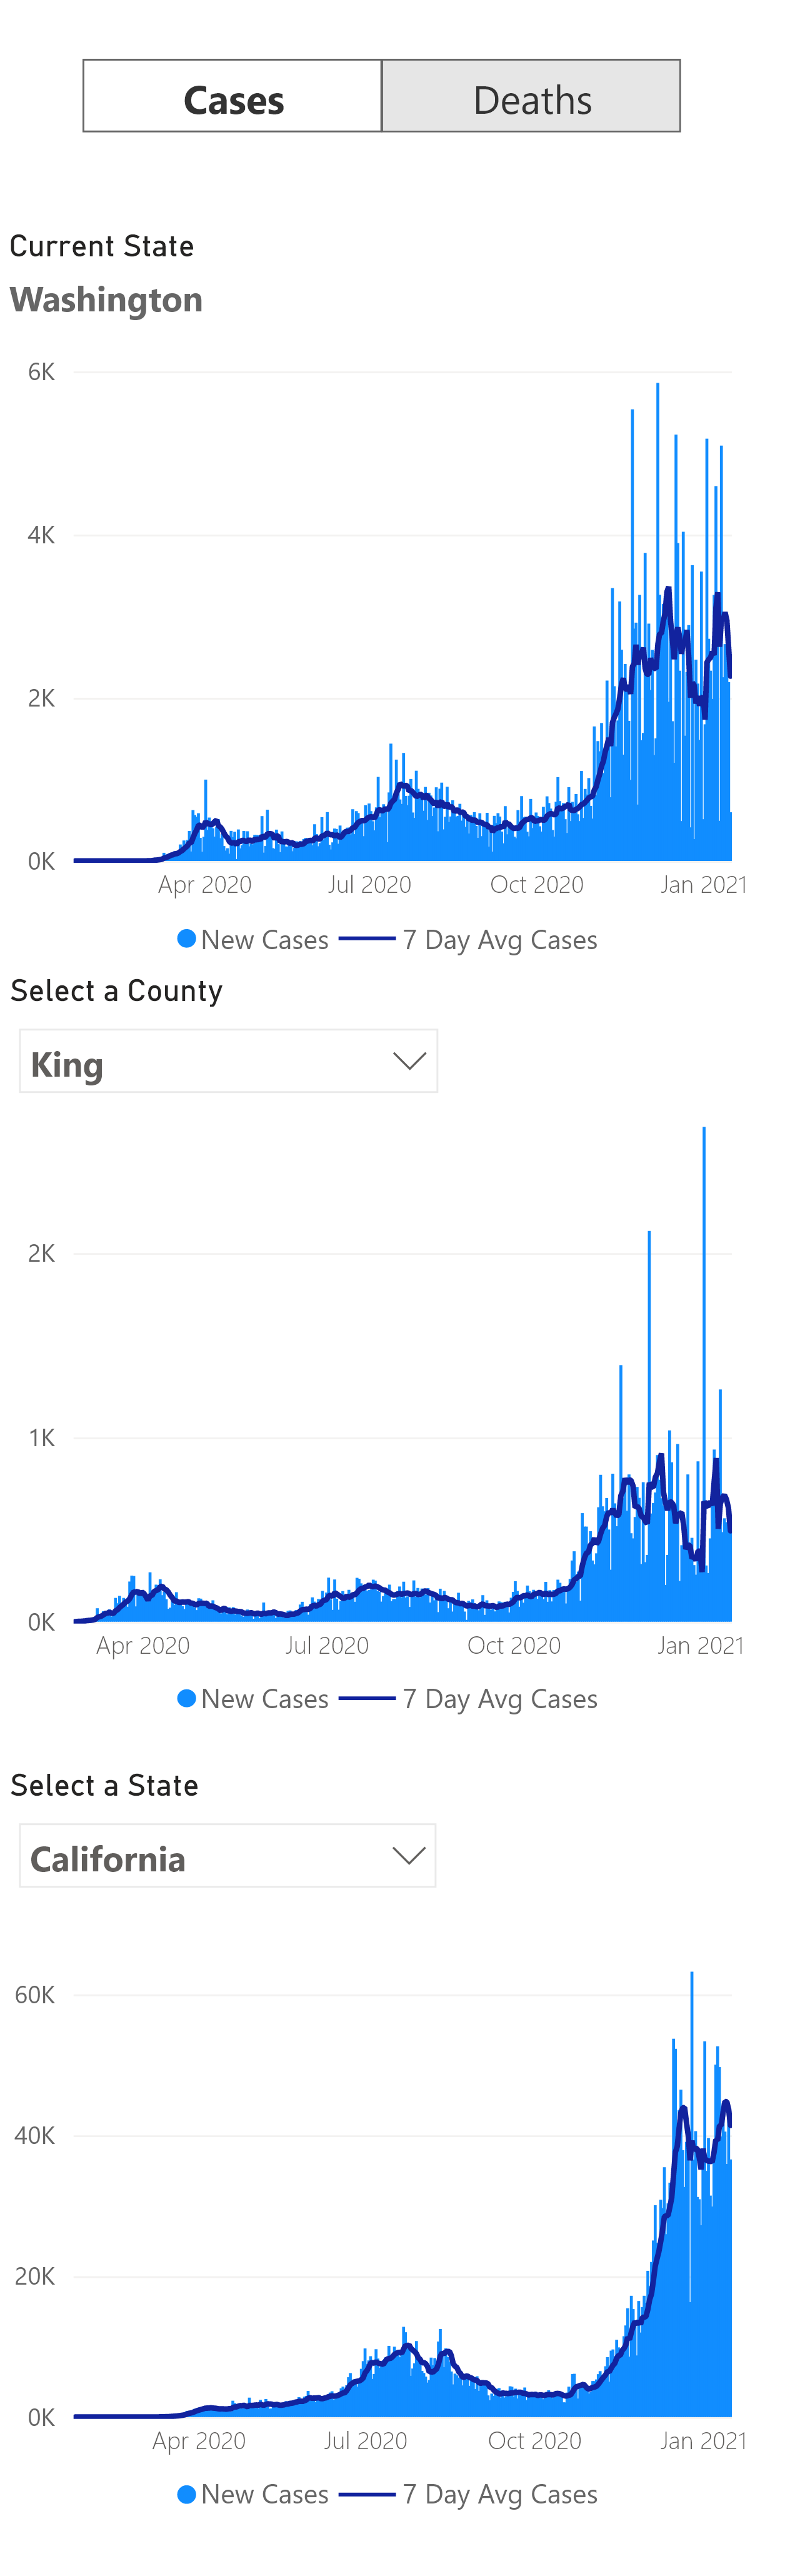 Cases Deaths
Current State
Washington
6K
4K
2K
0K
Apr 2020 Jul 2020 Oct 2020 Jan 2021
New Cases 7 Day Avg Cases
Select a County
King
2K
1K
0K
Apr 2020 Jul 2020 Oct 2020 Jan 2021
New Cases 7 Day Avg Cases
Select a State
California
60K
40K
20K
0K
Apr 2020 Jul 2020 Oct 2020 Jan 2021
New Cases 7 Day Avg Cases